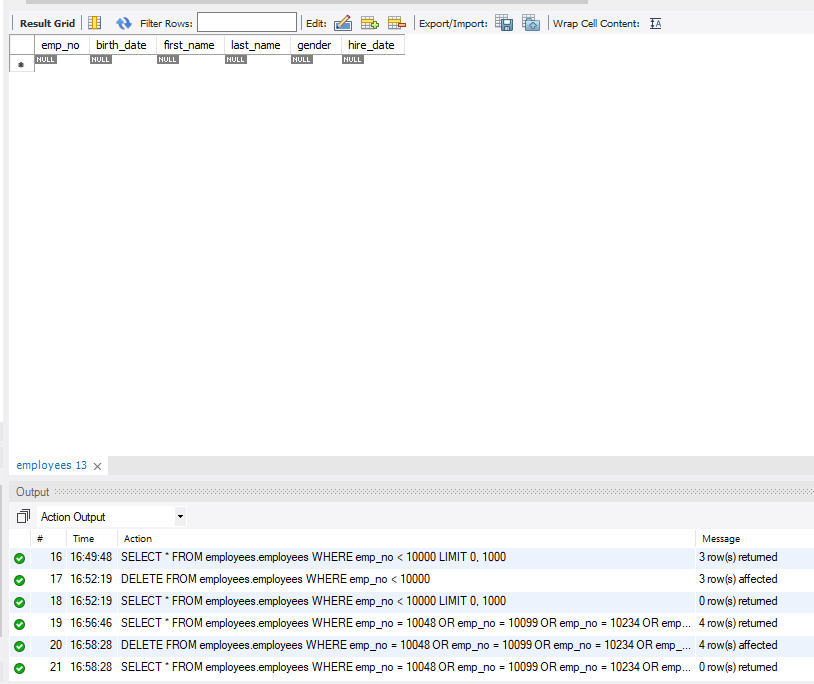 Result Grid Filter Rows: Edit: Export/Import: Wrap Cell Content: IA
emp_no birth_date first_name last_name gender hire_date
NULL NULL NULL NULL NULL NULL
employees 13
Output
Action Output
# Time Action Message
16 16:49:48 SELECT * FROM employees.employees WHERE emp_no < 10000 LIMIT 0, 1000 3 row(s) returned
17 16:52:19 DELETE FROM employees.employees WHERE emp_no < 10000 3 row(s) affected
18 16:52:19 SELECT * FROM employees.employees WHERE emp_no < 10000 LIMIT 0, 1000 0 row(s) returned
19 16:56:46 SELECT * FROM employees.employees WHERE emp_no = 10048 OR emp_no = 10099 OR emp_no = 10234 OR emp... 4 row(s) returned
20 16:58:28 DELETE FROM employees.employees WHERE emp_no = 10048 OR emp_no = 10099 OR emp_no = 10234 OR emp_... 4 row(s) affected
21 16:58:28 SELECT * FROM employees.employees WHERE emp_no = 10048 OR emp_no = 10099 OR emp_no = 10234 OR emp... 0 row(s) returned